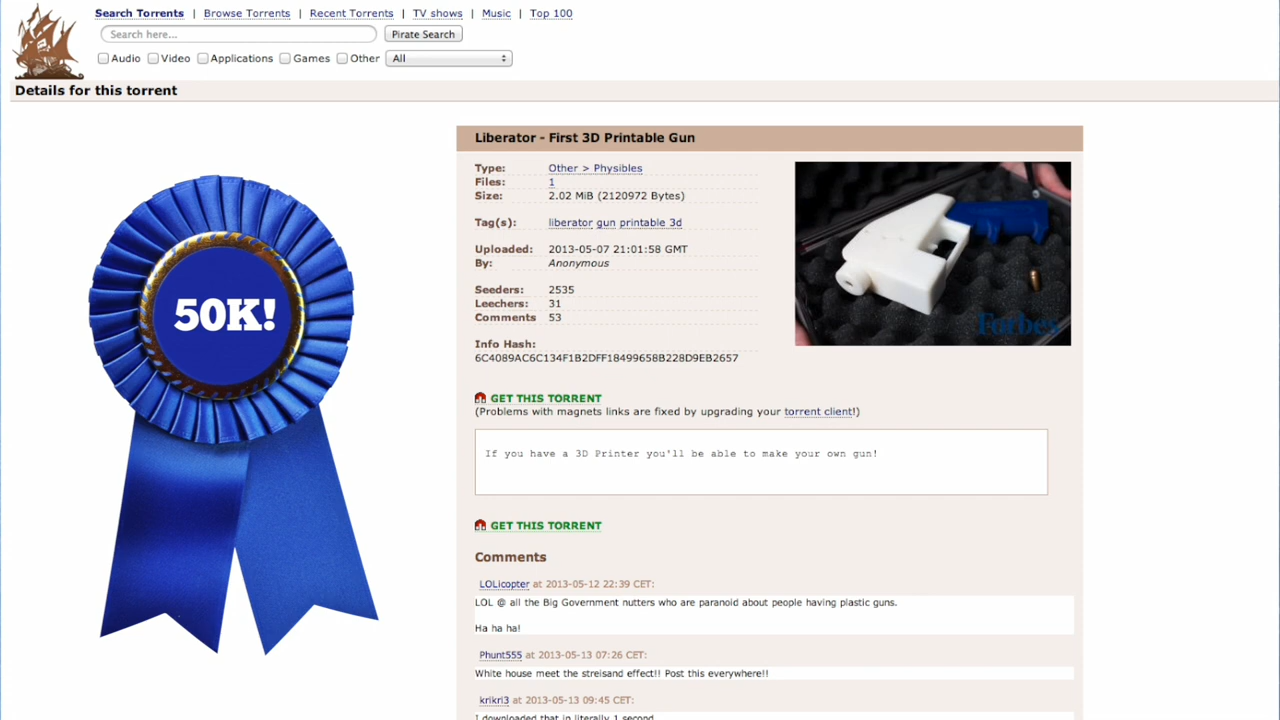 Search Torrents | Browse Torrents | Recent Torrents | TV shows | Music | Top 100
Search here... Pirate Search
Audio Video Applications Games Other All
Details for this torrent
50K!
Liberator - First 3D Printable Gun
Type: Other > Physibles
Files: 1
Size: 2.02 MiB (2120972 Bytes)
Tag(s): liberator gun printable 3d
Uploaded: 2013-05-07 21:01:58 GMT
By: Anonymous
Seeders: 2535
Leechers: 31
Comments 53
Info Hash:
6C4089AC6C134F1B2DFF18499658B228D9EB2657
Forbes
GET THIS TORRENT
(Problems with magnets links are fixed by upgrading your torrent client!)
If you have a 3D Printer you'll be able to make your own gun!
GET THIS TORRENT
Comments
LOLicopter at 2013-05-12 22:39 CET:
LOL @ all the Big Government nutters who are paranoid about people having plastic guns.
Ha ha ha!
Phunt555 at 2013-05-13 07:26 CET:
White house meet the streisand effect!! Post this everywhere!!
krikri3 at 2013-05-13 09:45 CET:
I downloaded that in literally 1 second